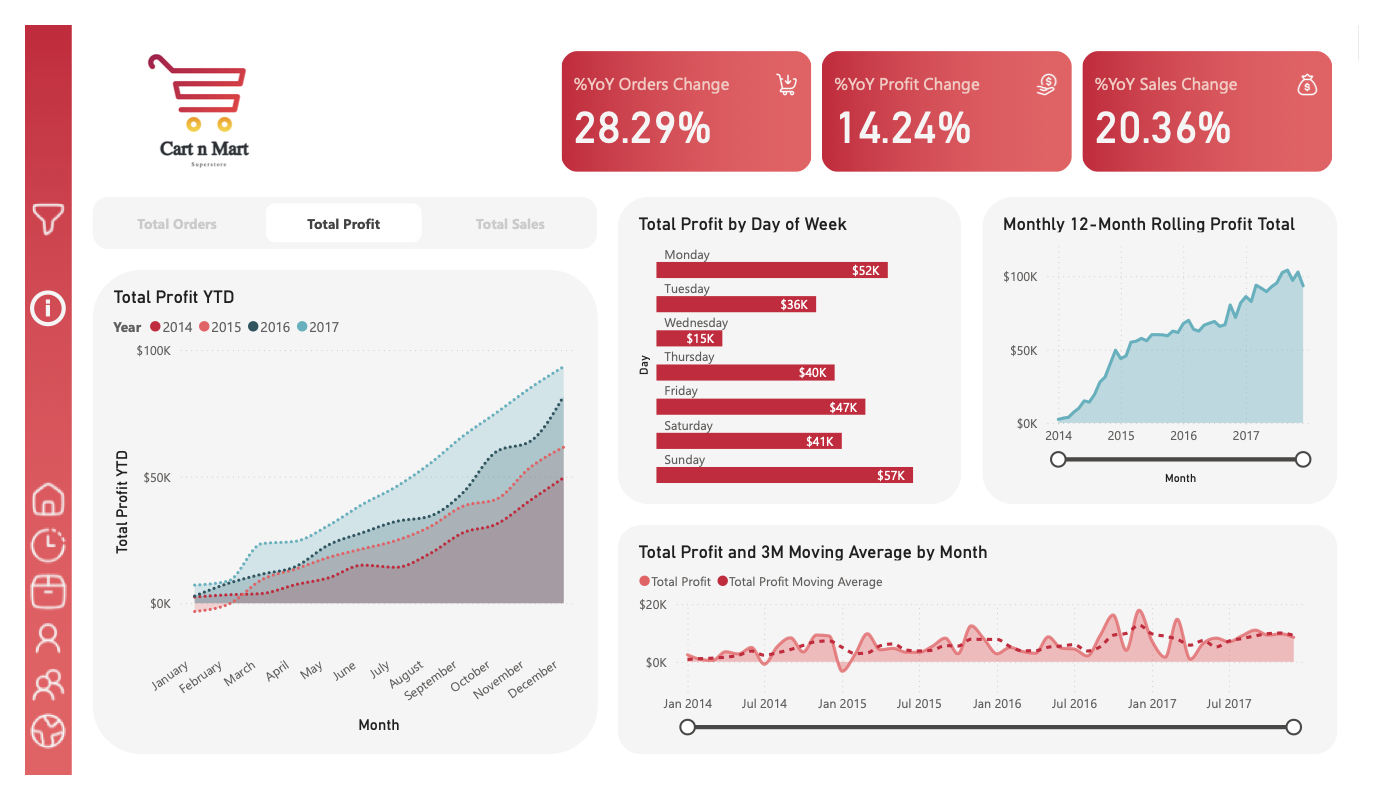 Cart n Mart
Superstore
%YoY Orders Change
28.29%
%YoY Profit Change
14.24%
%YoY Sales Change
20.36%
Total Orders
Total Profit
Total Sales
Total Profit YTD
Year 2014 2015 2016 2017
Total Profit YTD
$100K
$50K
$0K
January
February
March
April
May
June
July
August
September
October
November
December
Month
Total Profit by Day of Week
Day
Monday
$52K
Tuesday
$36K
Wednesday
$15K
Thursday
$40K
Friday
$47K
Saturday
$41K
Sunday
$57K
Monthly 12-Month Rolling Profit Total
$100K
$50K
$0K
2014 2015 2016 2017
Month
Total Profit and 3M Moving Average by Month
Total Profit Total Profit Moving Average
$20K
$0K
Jan 2014 Jul 2014 Jan 2015 Jul 2015 Jan 2016 Jul 2016 Jan 2017 Jul 2017